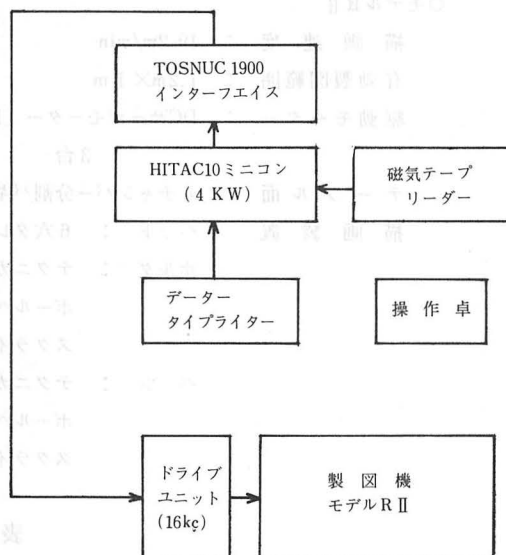 TOSNUC 1900
インターフエイス
HITAC10ミニコン
(4 KW)
磁気テープ
リーダー
データー
タイプライター
操作卓
ドライブ
ユニット
(16kc)
製図機
モデルRⅡ
表